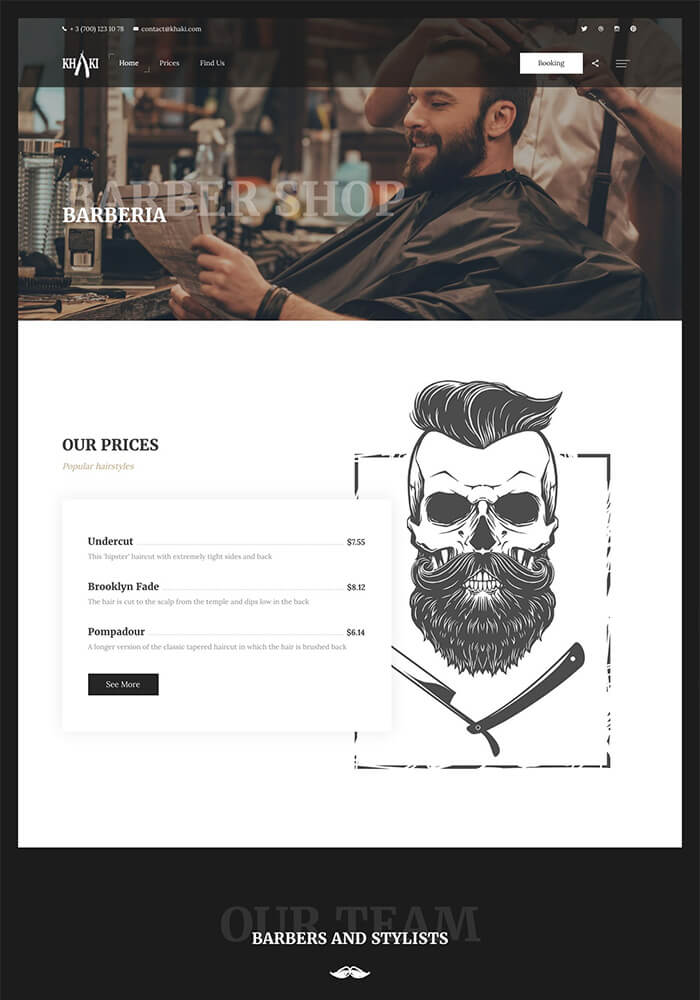 + 3 (700) 123 10 78 contact@khaki.com
KHAKI Home Prices Find Us Booking
BARBER SHOP
BARBERIA
OUR PRICES
Popular hairstyles
Undercut $7.55
This 'hipster' haircut with extremely tight sides and back
Brooklyn Fade $8.12
The hair is cut to the scalp from the temple and dips low in the back
Pompadour $6.14
A longer version of the classic tapered haircut in which the hair is brushed back
See More
OUR TEAM
BARBERS AND STYLISTS